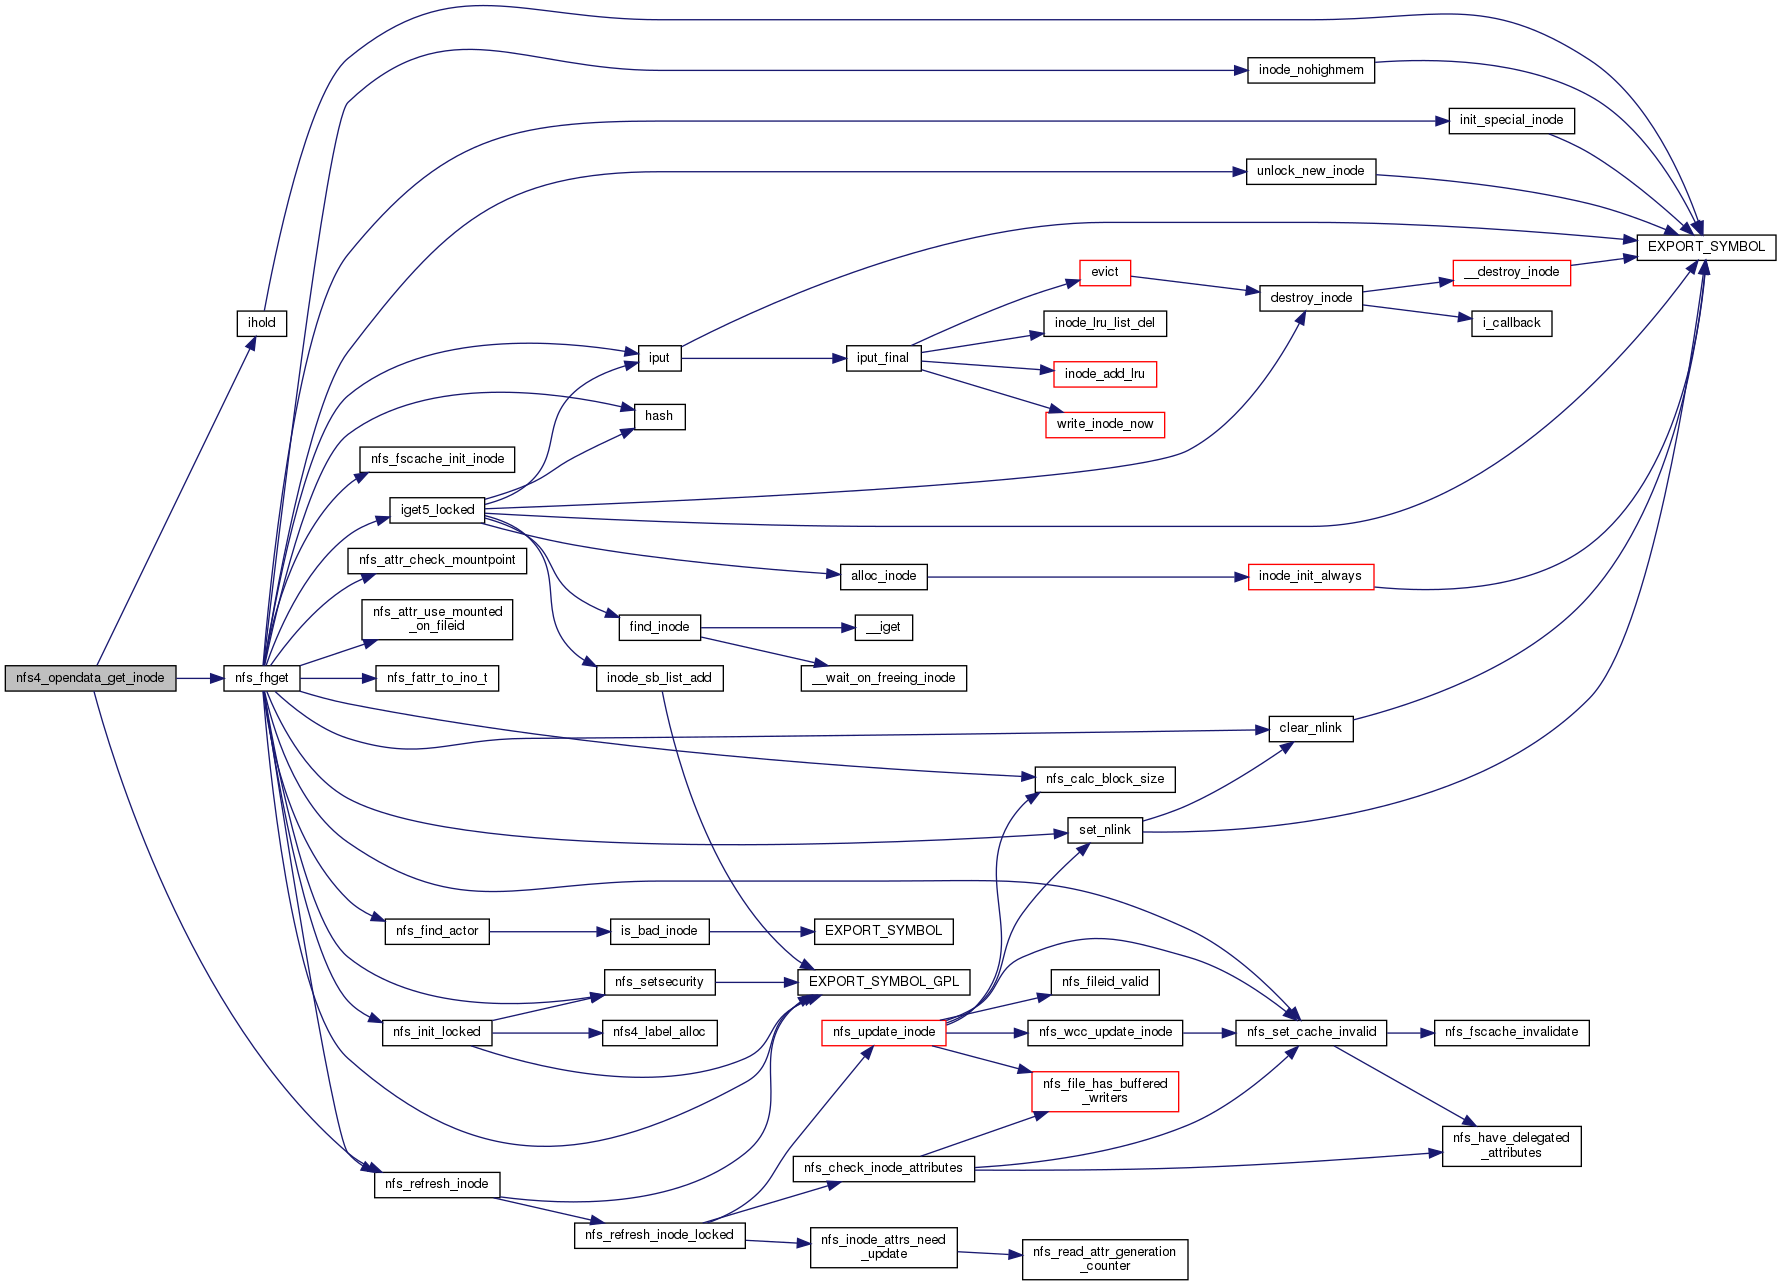 inode_nohighmem
init_special_inode
unlock_new_inode
EXPORT_SYMBOL
evict
__destroy_inode
destroy_inode
ihold
inode_lru_list_del
i_callback
iput
iput_final
inode_add_lru
hash
write_inode_now
nfs_fscache_init_inode
iget5_locked
nfs_attr_check_mountpoint
alloc_inode
inode_init_always
nfs_attr_use_mounted
_on_fileid
find_inode
__iget
nfs4_opendata_get_inode
nfs_fhget
nfs_fattr_to_ino_t
inode_sb_list_add
__wait_on_freeing_inode
clear_nlink
nfs_calc_block_size
set_nlink
nfs_find_actor
is_bad_inode
EXPORT_SYMBOL
nfs_setsecurity
EXPORT_SYMBOL_GPL
nfs_fileid_valid
nfs_init_locked
nfs4_label_alloc
nfs_update_inode
nfs_wcc_update_inode
nfs_set_cache_invalid
nfs_fscache_invalidate
nfs_file_has_buffered
_writers
nfs_have_delegated
_attributes
nfs_check_inode_attributes
nfs_refresh_inode
nfs_refresh_inode_locked
nfs_inode_attrs_need
_update
nfs_read_attr_generation
_counter